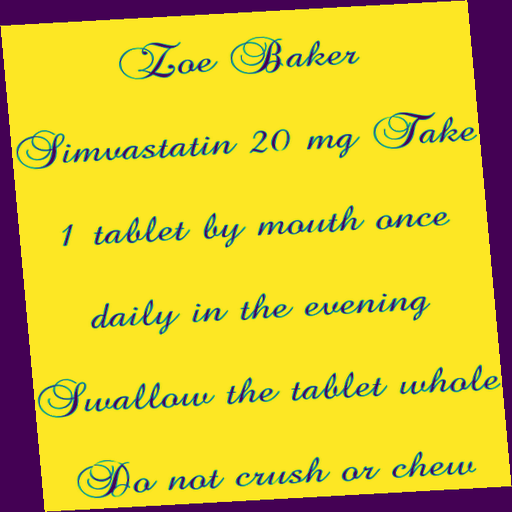 Zoe Baker
Simvastatin 20 mg Take
1 tablet by mouth once
daily in the evening
Swallow the tablet whole
Do not crush or chew